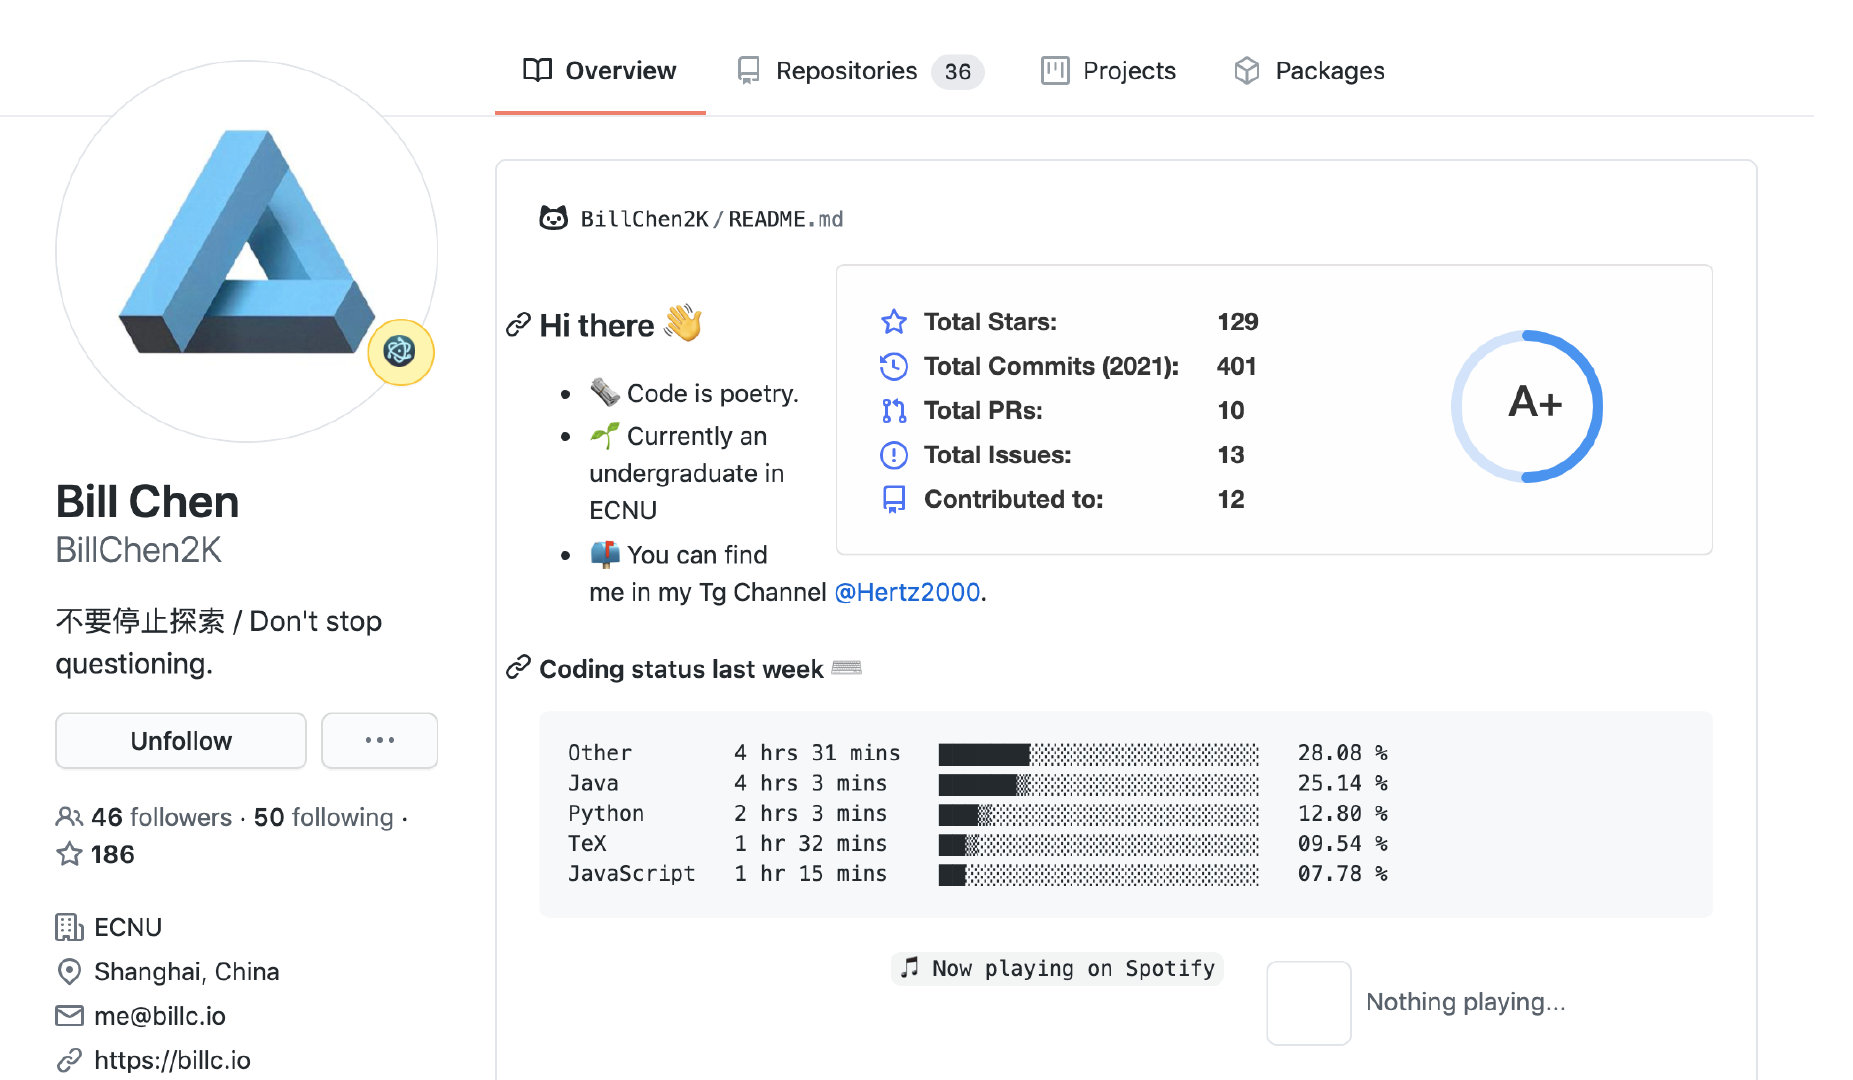 Overview Repositories 36 Projects Packages
Bill Chen
BillChen2K
不要停止探索 / Don't stop
questioning.
Unfollow ...
46 followers · 50 following ·
186
ECNU
Shanghai, China
me@billc.io
https://billc.io
BillChen2K/README.md
Hi there 👋
• 🗞️ Code is poetry.
• 🌱 Currently an
undergraduate in
ECNU
• 📫 You can find
me in my Tg Channel @Hertz2000.
Total Stars: 129
Total Commits (2021): 401
Total PRs: 10
Total Issues: 13
Contributed to: 12
A+
Coding status last week ⌨️
Other 4 hrs 31 mins 28.08 %
Java 4 hrs 3 mins 25.14 %
Python 2 hrs 3 mins 12.80 %
TeX 1 hr 32 mins 09.54 %
JavaScript 1 hr 15 mins 07.78 %
🎵 Now playing on Spotify
Nothing playing...